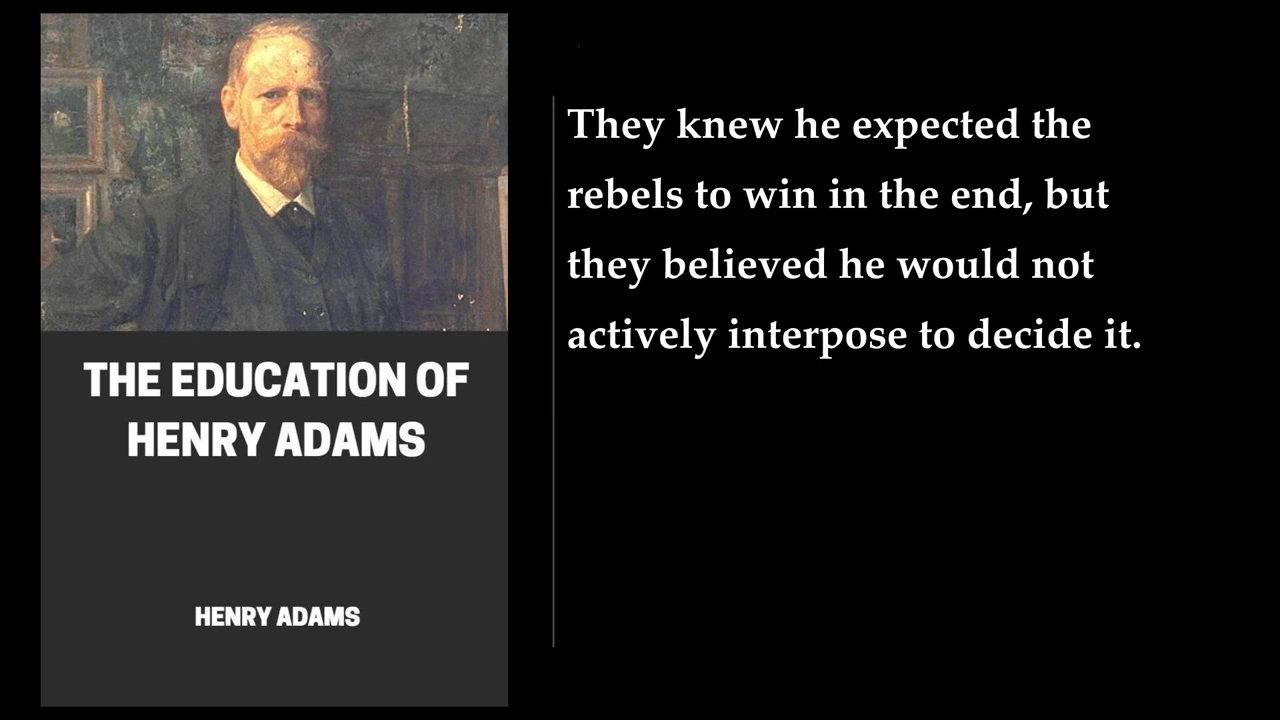 THE EDUCATION OF
HENRY ADAMS
HENRY ADAMS
They knew he expected the
rebels to win in the end, but
they believed he would not
actively interpose to decide it.